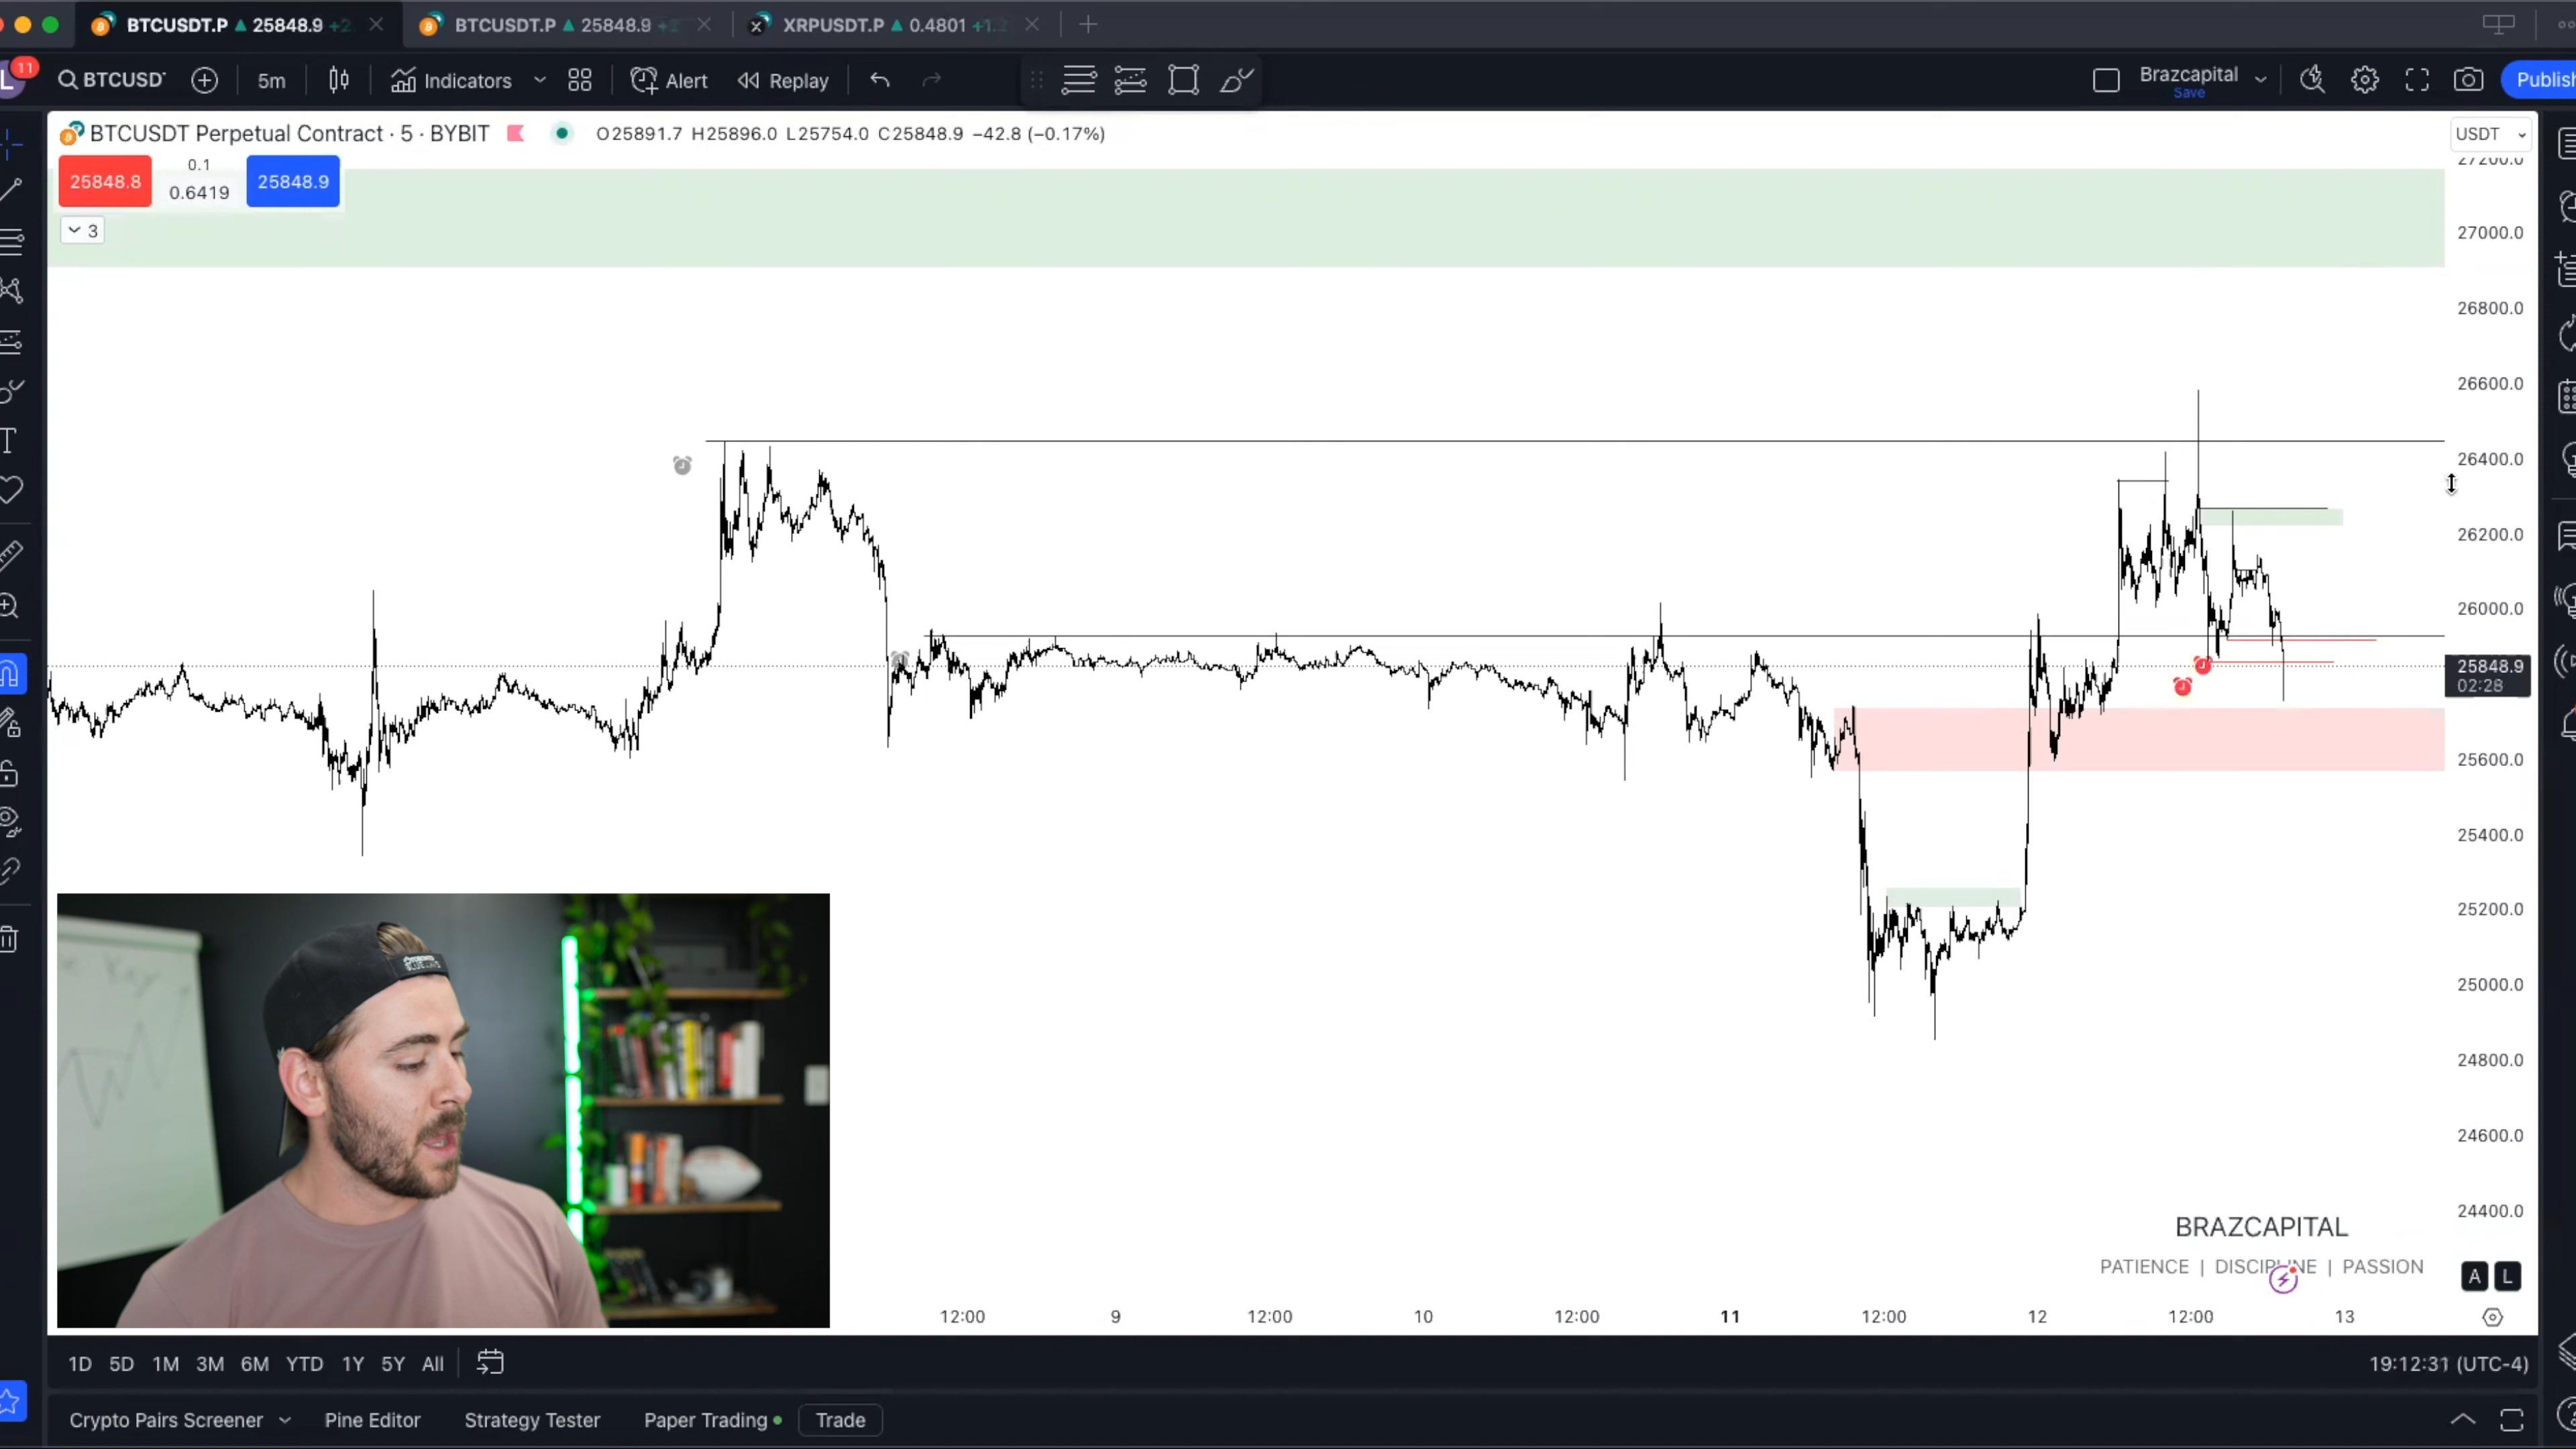 BTCUSDT.P ▲ 25848.9 +2
BTCUSDT.P ▲ 25848.9
XRPUSDT.P ▲ 0.4801 +1.2
L 11 BTCUSD 5m Indicators Alert Replay Brazcapital Save Publish
BTCUSDT Perpetual Contract · 5 · BYBIT O25891.7 H25896.0 L25754.0 C25848.9 −42.8 (−0.17%) USDT
25848.8 0.1 0.6419 25848.9
3
27200.0
27000.0
26800.0
26600.0
26400.0
26200.0
26000.0
25848.9
02:28
25600.0
25400.0
25200.0
25000.0
24800.0
24600.0
24400.0
BRAZCAPITAL
PATIENCE | DISCIPLINE | PASSION
A L
12:00 9 12:00 10 12:00 11 12:00 12 12:00 13
1D 5D 1M 3M 6M YTD 1Y 5Y All 19:12:31 (UTC-4)
Crypto Pairs Screener Pine Editor Strategy Tester Paper Trading Trade